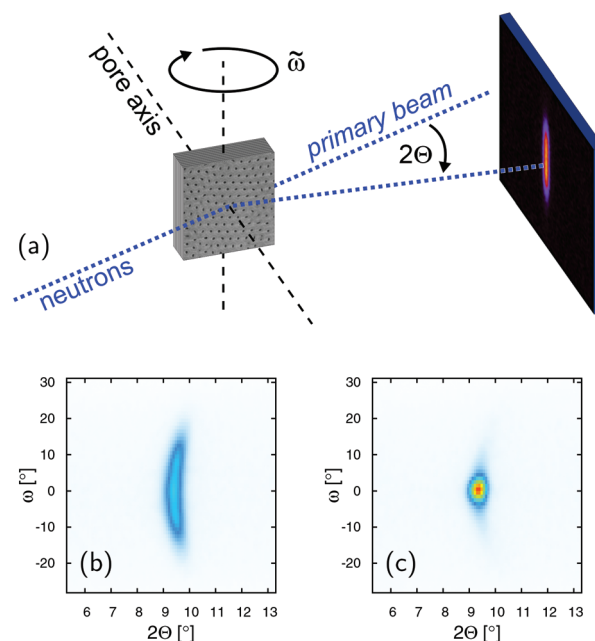 pore axis
ω̃
primary beam
2Θ
(a)
neutrons
30
20
10
0
-10
-20
ω [°]
(b)
6 7 8 9 10 11 12 13
2Θ [°]
30
20
10
0
-10
-20
ω [°]
(c)
6 7 8 9 10 11 12 13
2Θ [°]